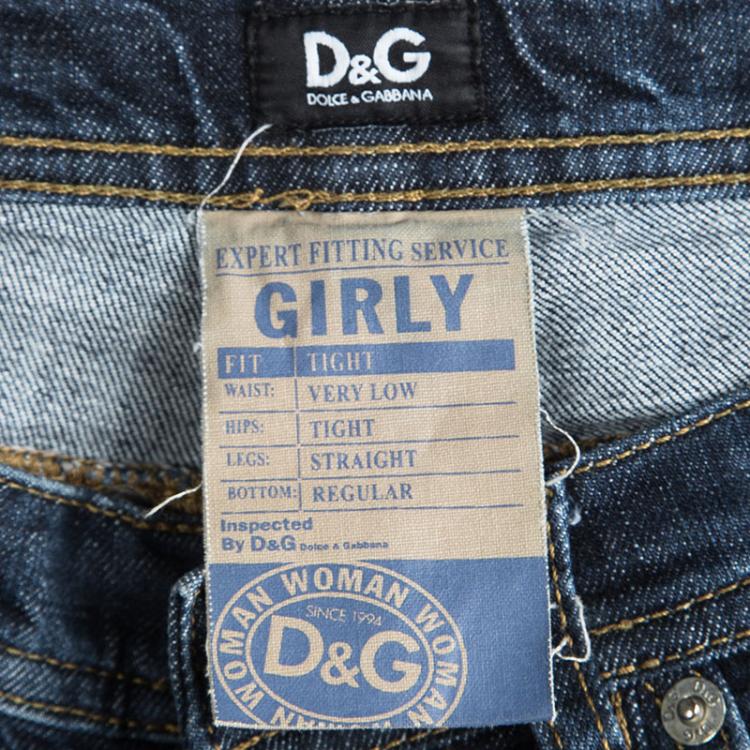 D&G
DOLCE & GABBANA
EXPERT FITTING SERVICE
GIRLY
FIT TIGHT
WAIST: VERY LOW
HIPS: TIGHT
LEGS: STRAIGHT
BOTTOM: REGULAR
Inspected
By D&G Dolce & Gabbana
WOMAN WOMAN WOMAN WOMAN
SINCE 1994
D&G
D&G